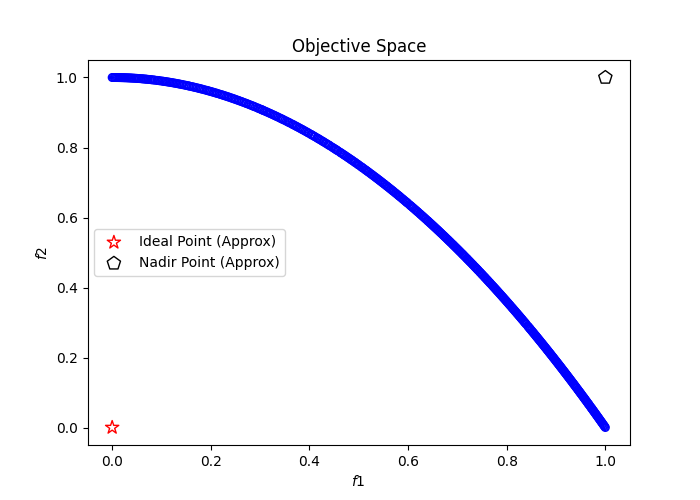 Objective Space
1.0
0.8
0.6
0.4
0.2
0.0
f2
Ideal Point (Approx)
Nadir Point (Approx)
0.0 0.2 0.4 0.6 0.8 1.0
f1